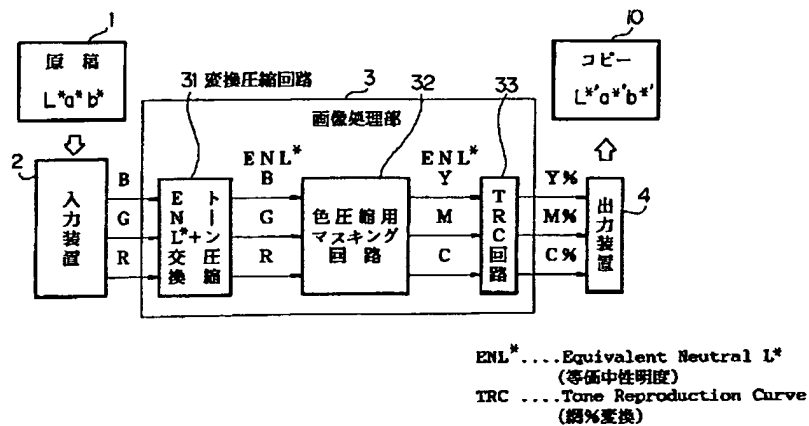 1
原稿
L*a*b*
2
入力装置
B
G
R
3
画像処理部
31 変換圧縮回路
ENL*+トーン圧縮
交換
ENL*
B
G
R
32
色圧縮用
マスキング
回路
ENL*
Y
M
C
33
TRC回路
Y%
M%
C%
4
出力装置
10
コピー
L*'a*'b*'
ENL*....Equivalent Neutral L*
(等価中性明度)
TRC ....Tone Reproduction Curve
(網%変換)